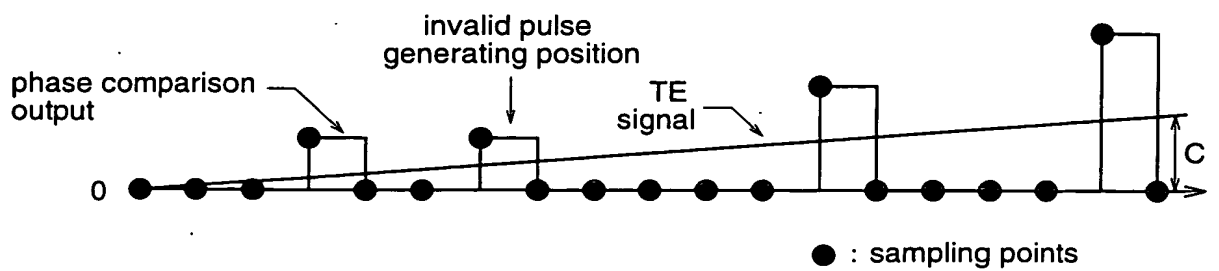 invalid pulse
generating position
phase comparison
output
TE
signal
C
0
: sampling points